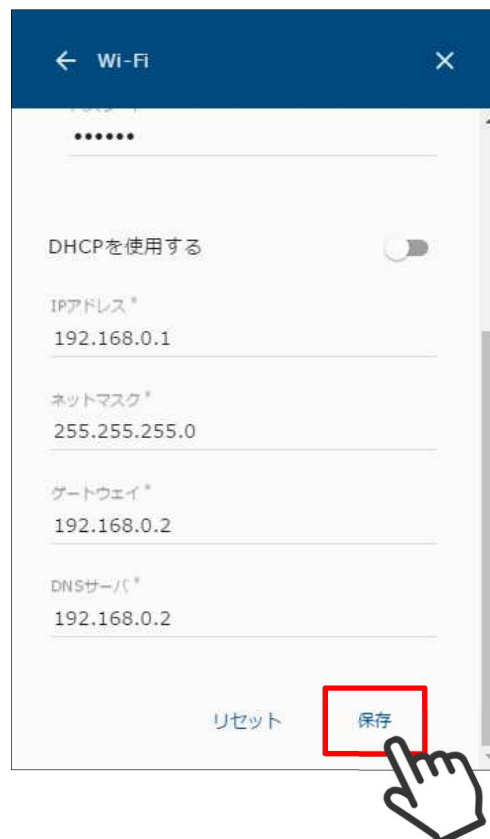 Wi-Fi
••••••
DHCPを使用する
IPアドレス *
192.168.0.1
ネットマスク *
255.255.255.0
ゲートウェイ *
192.168.0.2
DNSサーバ *
192.168.0.2
リセット 保存